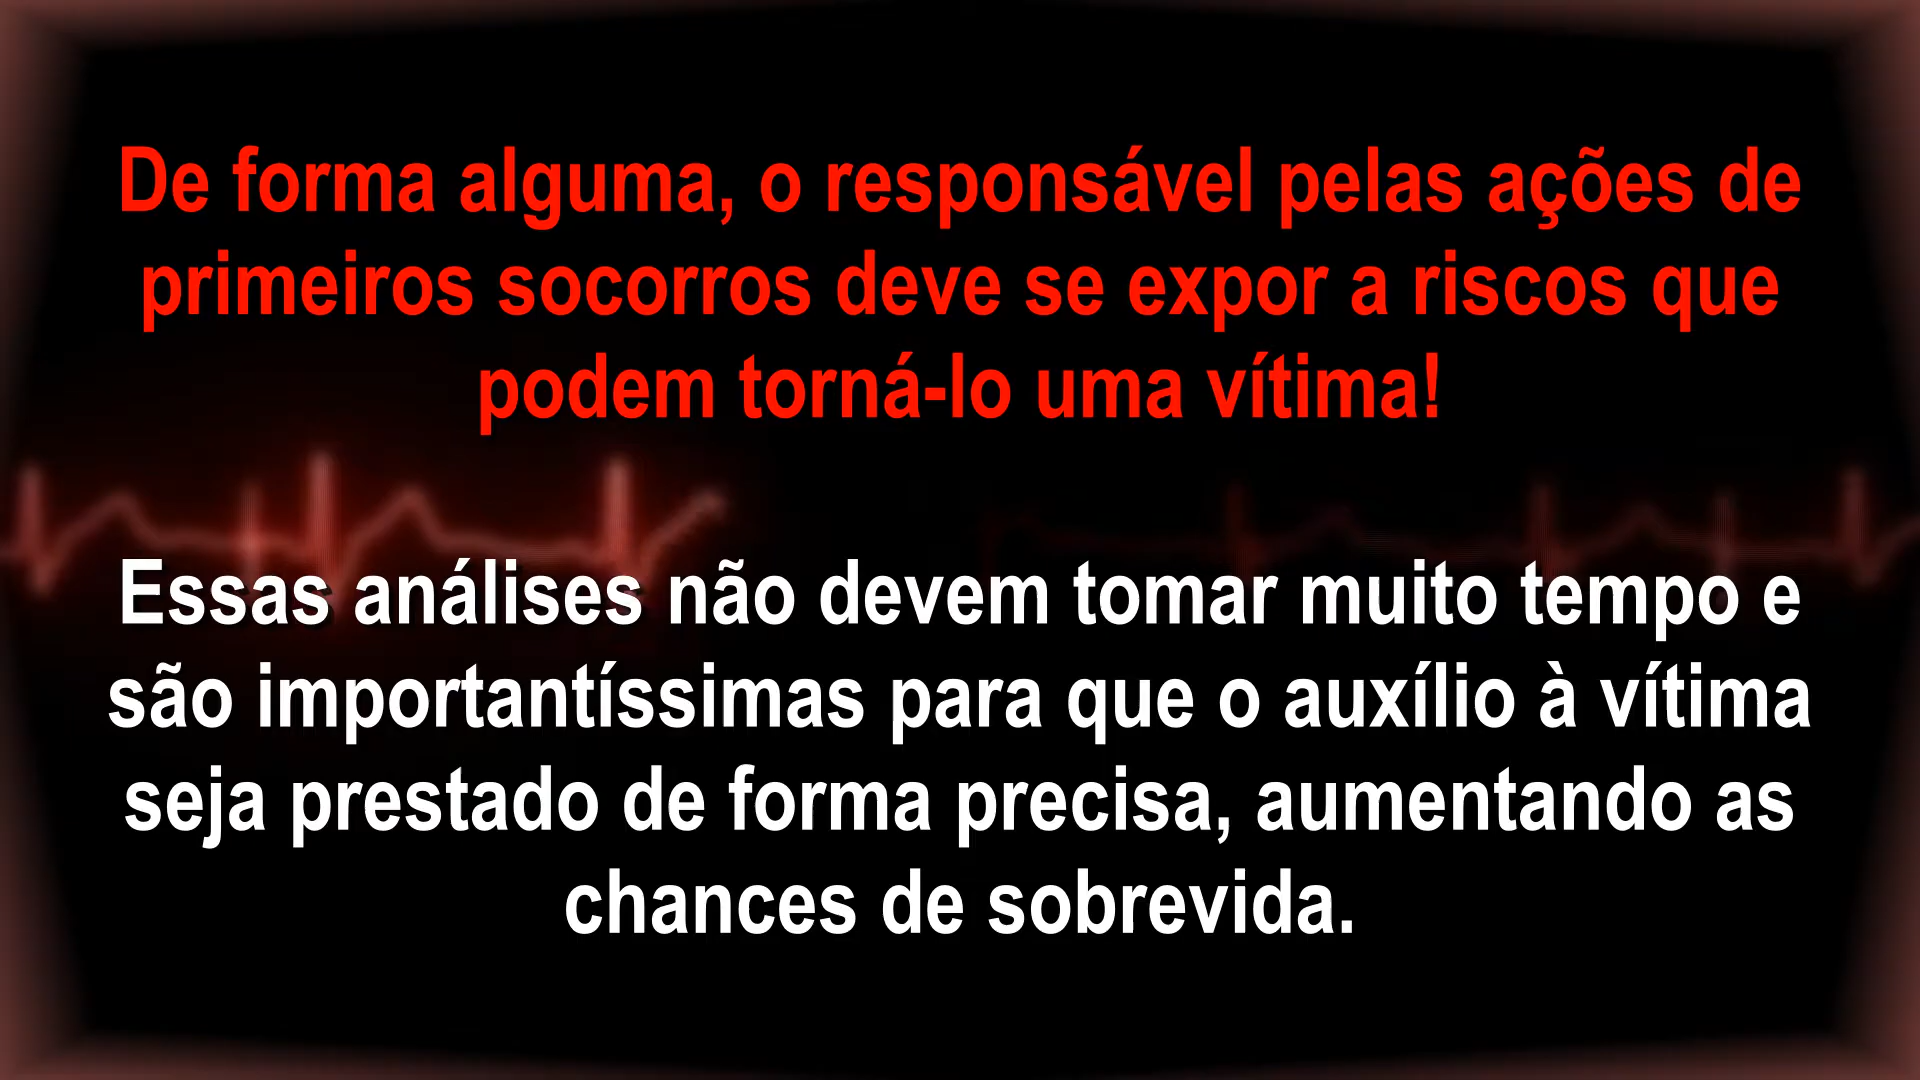 De forma alguma, o responsável pelas ações de
primeiros socorros deve se expor a riscos que
podem torná-lo uma vítima!
Essas análises não devem tomar muito tempo e
são importantíssimas para que o auxílio à vítima
seja prestado de forma precisa, aumentando as
chances de sobrevida.